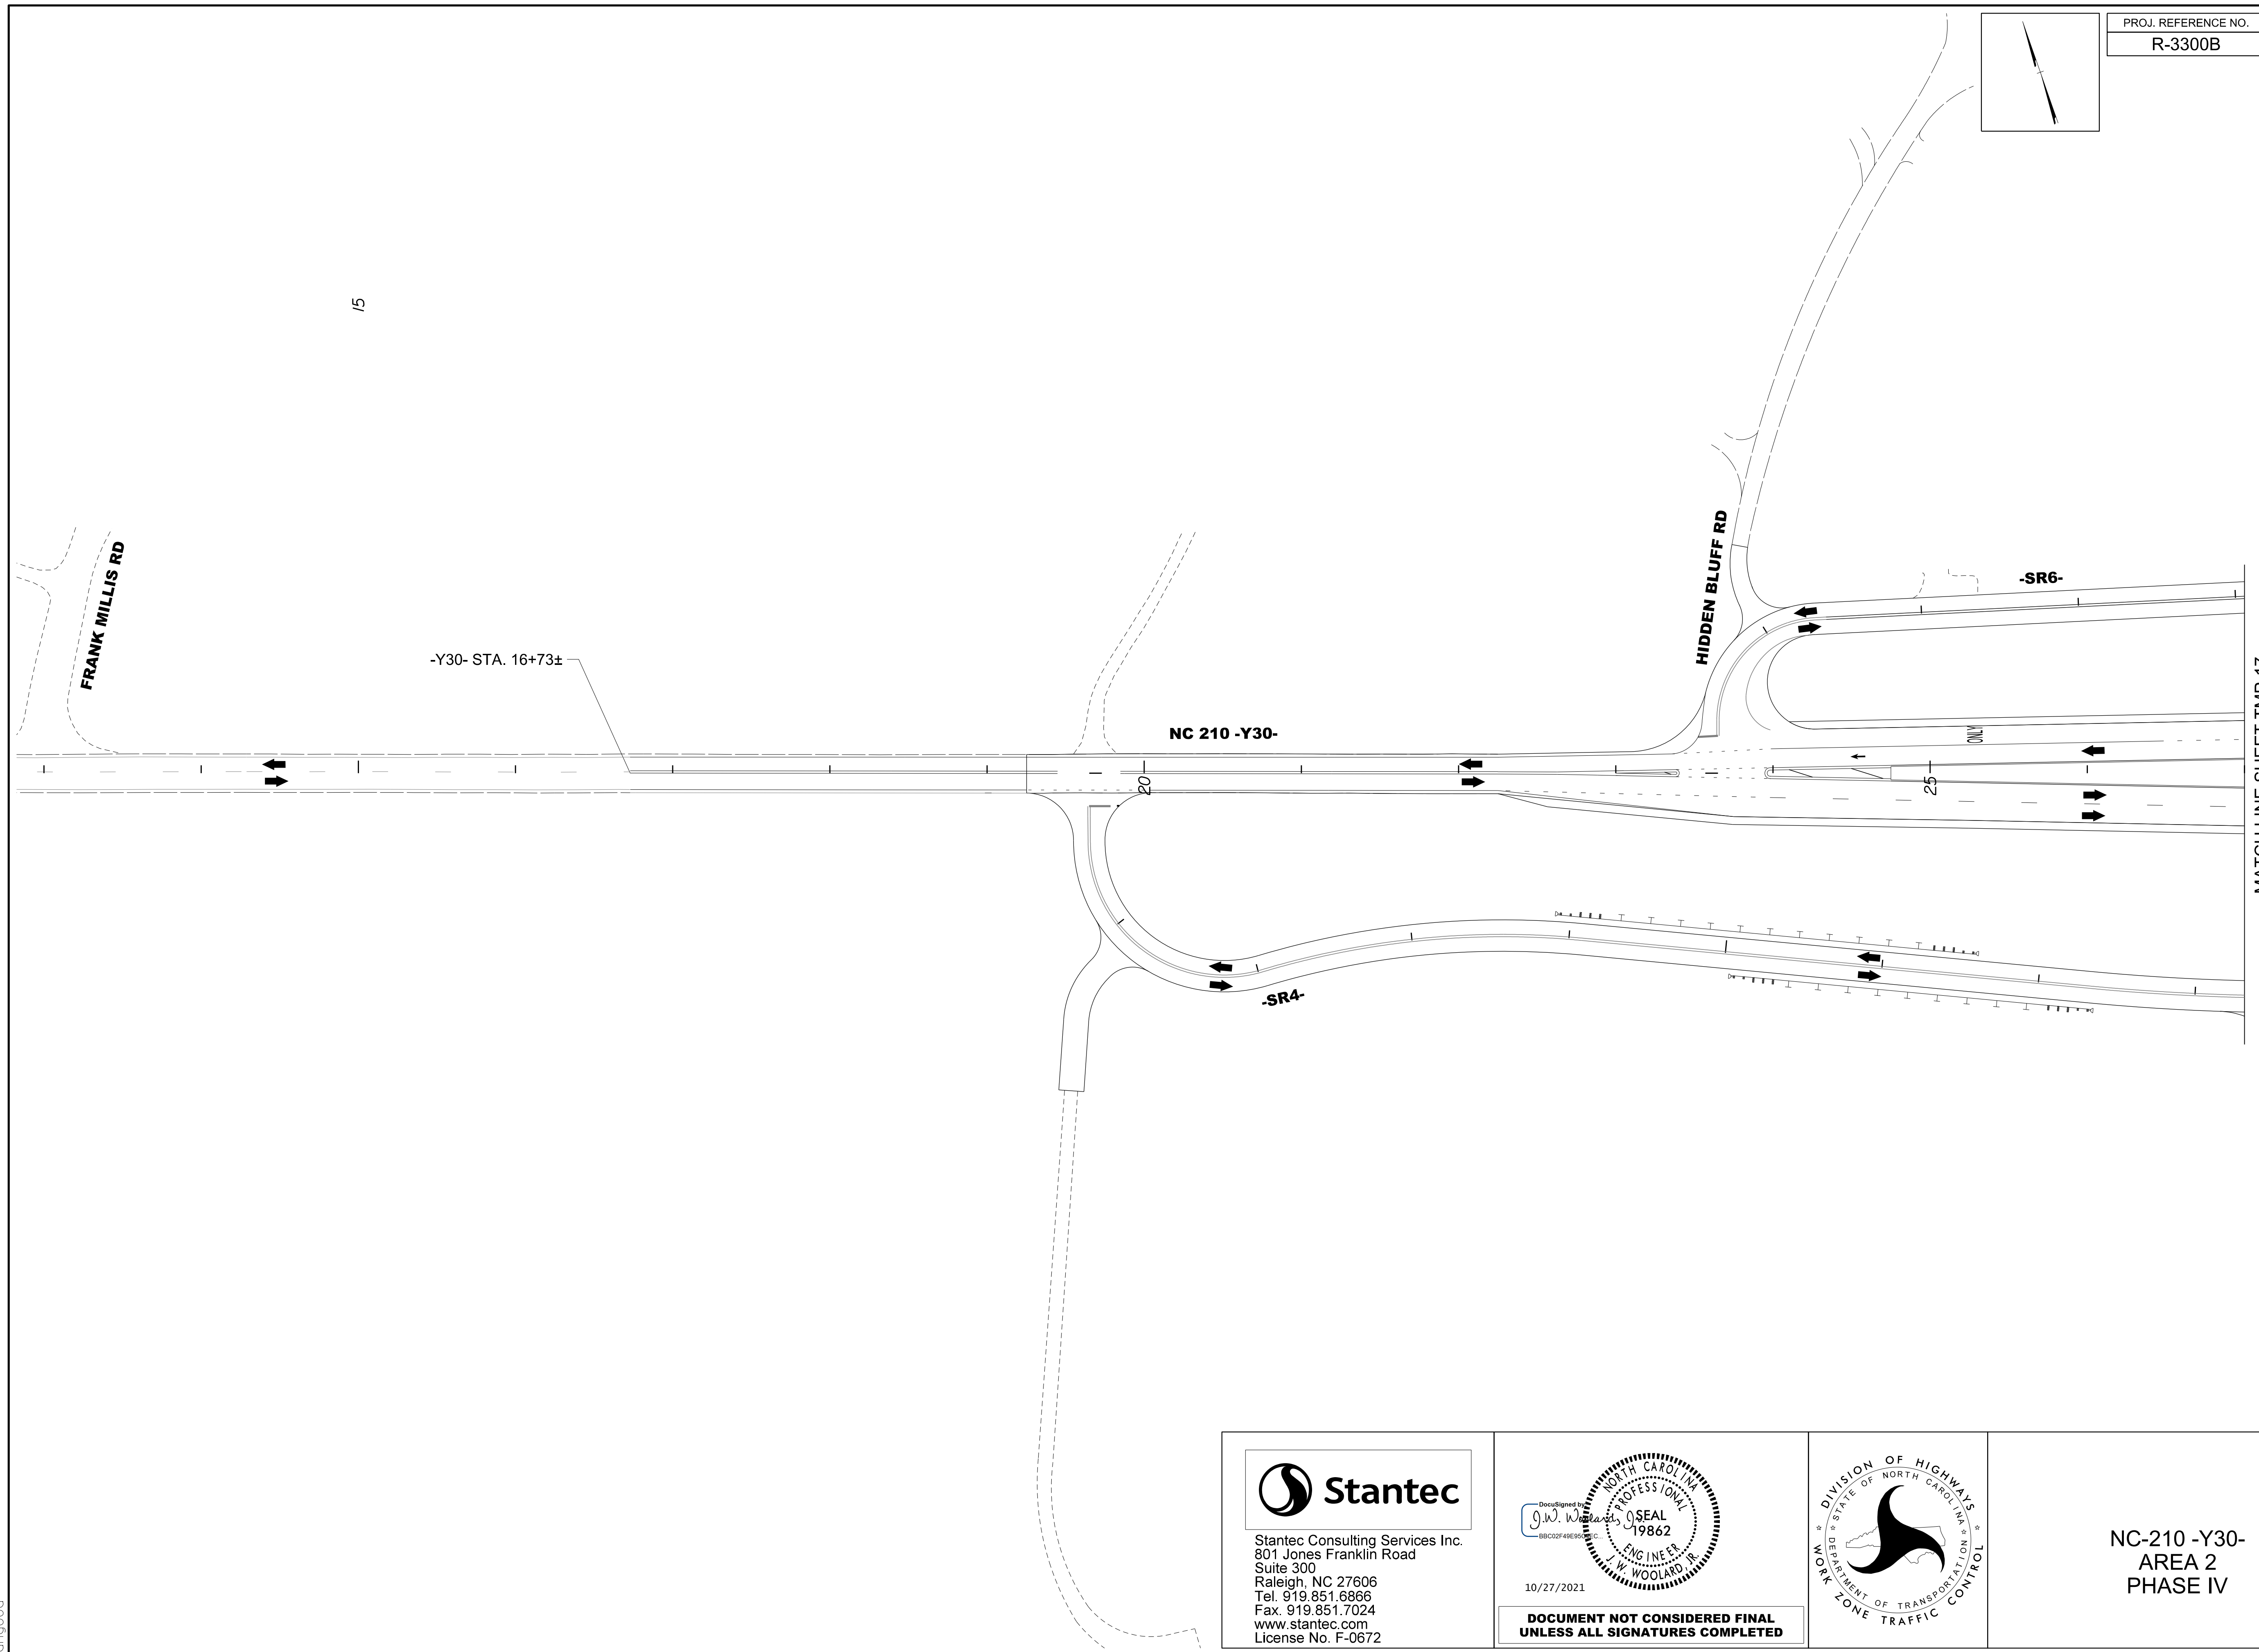 PROJ. REFERENCE NO.
R-3300B
15
FRANK MILLIS RD
HIDDEN BLUFF RD
-SR6-
-Y30- STA. 16+73±
NC 210 -Y30-
ONLY
20
25
-SR4-
Stantec
Stantec Consulting Services Inc.
801 Jones Franklin Road
Suite 300
Raleigh, NC 27606
Tel. 919.851.6866
Fax. 919.851.7024
www.stantec.com
License No. F-0672
DocuSigned by
J.W. Woolard, Jr.
NORTH CAROLINA
PROFESSIONAL
SEAL
19862
ENGINEER
J. W. WOOLARD, JR.
10/27/2021
DOCUMENT NOT CONSIDERED FINAL
UNLESS ALL SIGNATURES COMPLETED
DIVISION OF HIGHWAYS
STATE OF NORTH CAROLINA
DEPARTMENT OF TRANSPORTATION
WORK ZONE TRAFFIC CONTROL
NC-210 -Y30-
AREA 2
PHASE IV